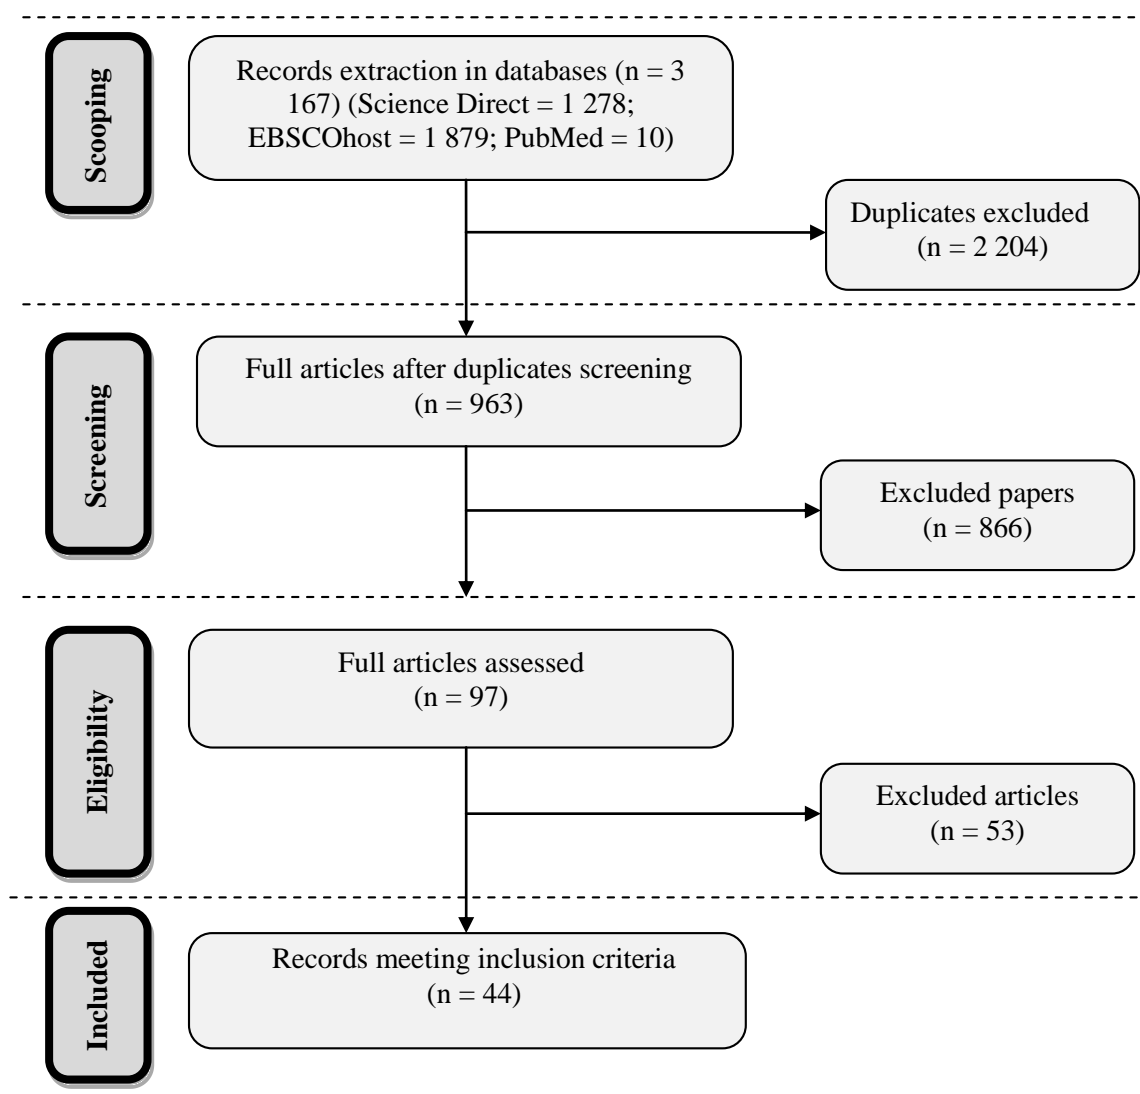 Scooping
Records extraction in databases (n = 3
167) (Science Direct = 1 278;
EBSCOhost = 1 879; PubMed = 10)
Duplicates excluded
(n = 2 204)
Screening
Full articles after duplicates screening
(n = 963)
Excluded papers
(n = 866)
Eligibility
Full articles assessed
(n = 97)
Excluded articles
(n = 53)
Included
Records meeting inclusion criteria
(n = 44)